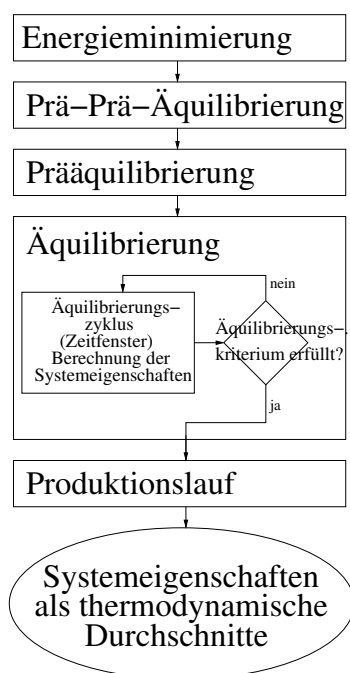 Energieminimierung
Prä−Prä−Äquilibrierung
Prääquilibrierung
Äquilibrierung
nein
Äquilibrierungs−
zyklus
(Zeitfenster)
Berechnung der
Systemeigenschaften
Äquilibrierungs−.
kriterium erfüllt?
ja
Produktionslauf
Systemeigenschaften
als thermodynamische
Durchschnitte